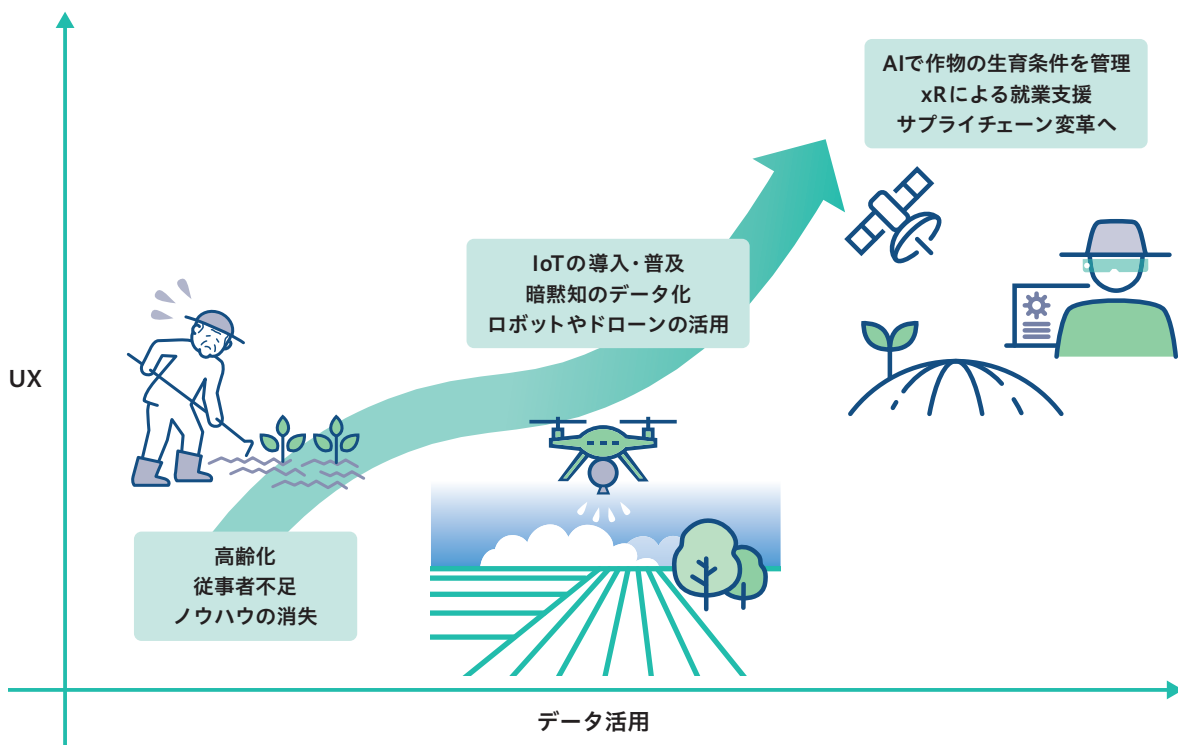 AIで作物の生育条件を管理
xRによる就業支援
サプライチェーン変革へ
IoTの導入・普及
暗黙知のデータ化
ロボットやドローンの活用
UX
高齢化
従事者不足
ノウハウの消失
データ活用